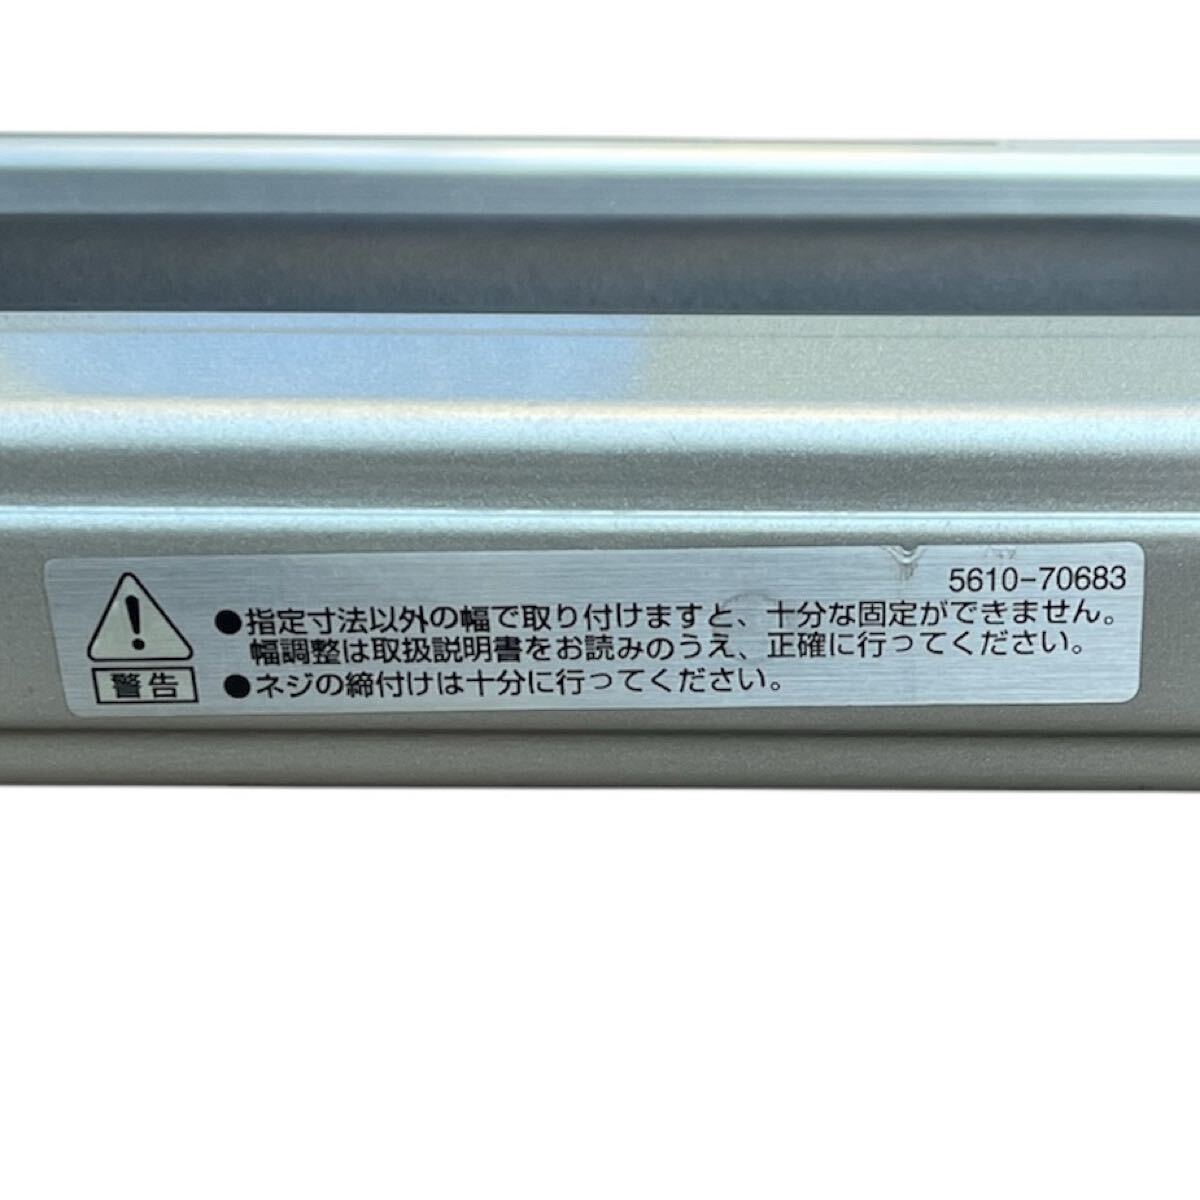 5610-70683
●指定寸法以外の幅で取り付けますと、十分な固定ができません。
幅調整は取扱説明書をお読みのうえ、正確に行ってください。
●ネジの締付けは十分に行ってください。
警告